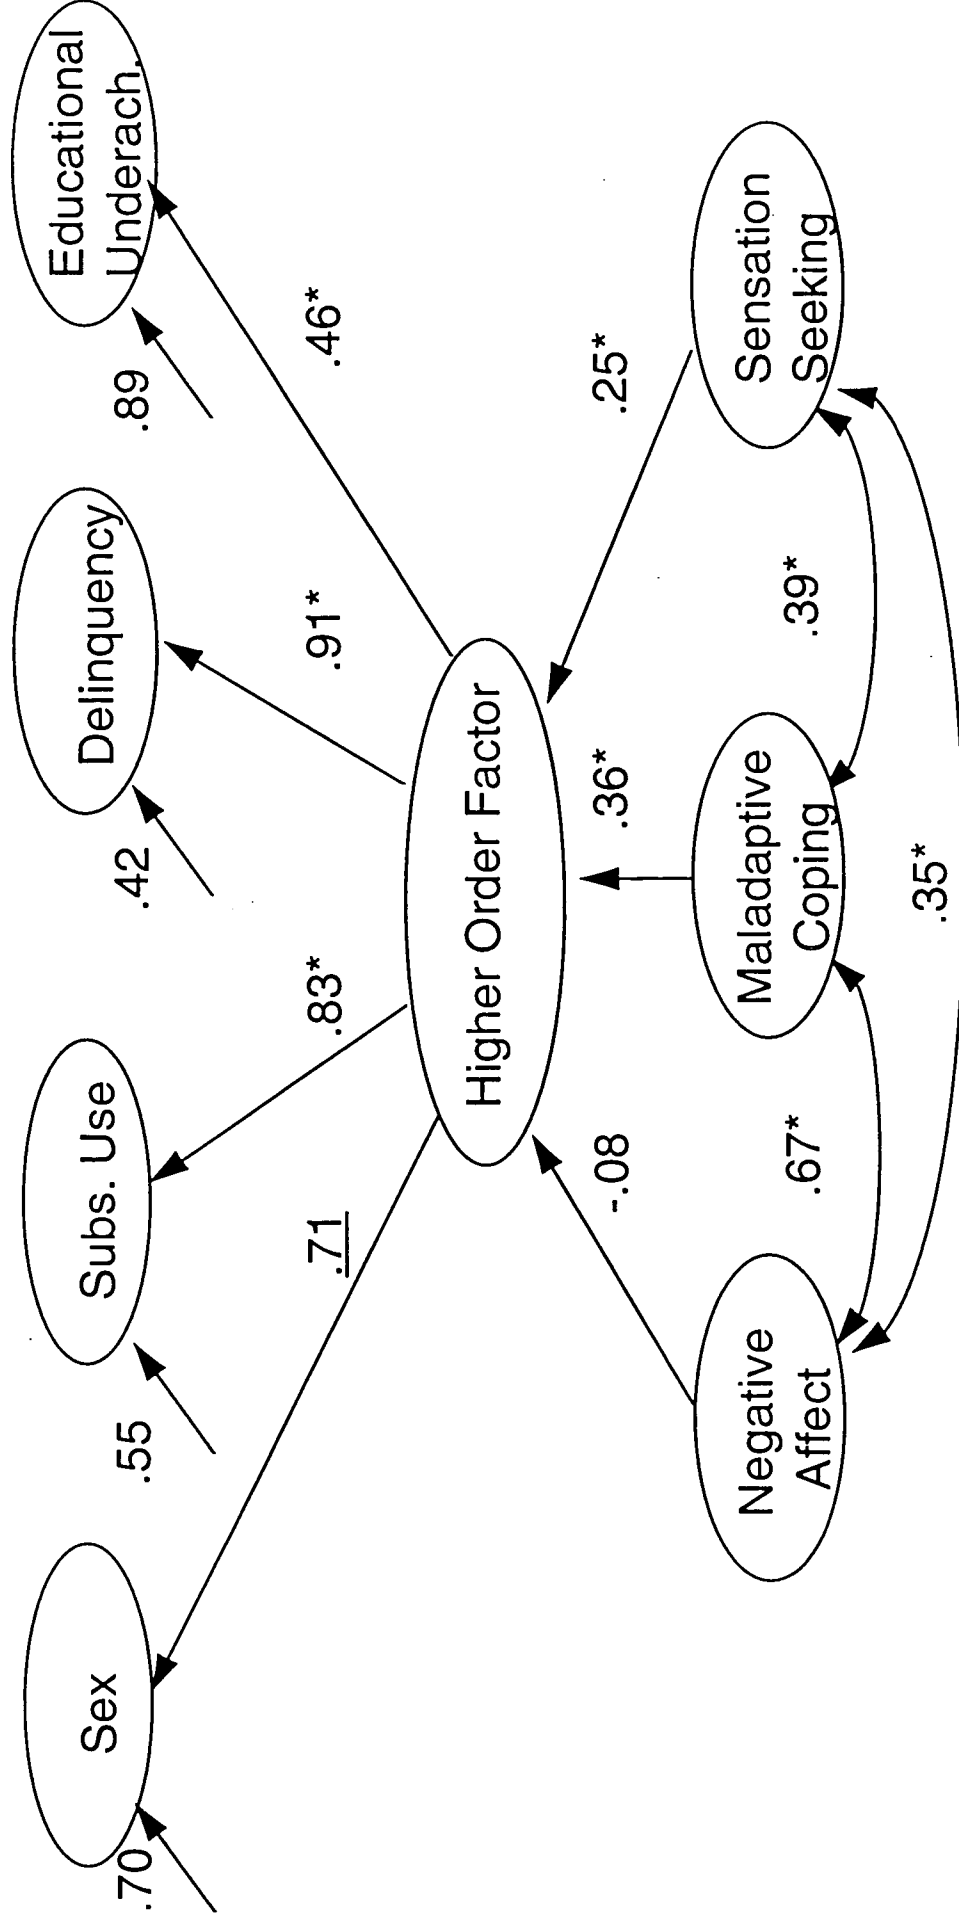 Sex
Subs. Use
Delinquency
Educational
Underach.
.70
.55
.42
.89
.71
.83*
.91*
.46*
Higher Order Factor
-.08
.36*
.25*
Negative
Affect
Maladaptive
Coping
Sensation
Seeking
.67*
.39*
.35*